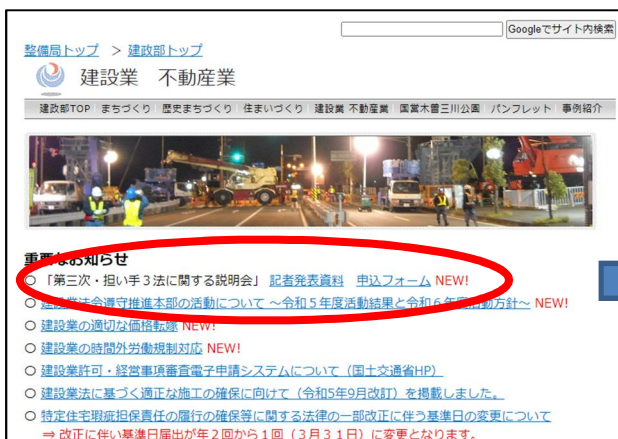 Googleでサイト内検索
整備局トップ > 建政部トップ
建設業 不動産業
建政部TOP まちづくり 歴史まちづくり 住まいづくり 建設業 不動産業 国営木曽三川公園 パンフレット 事例紹介
重要なお知らせ
○ 「第三次・担い手3法に関する説明会」 記者発表資料 申込フォーム NEW!
○ 建設業法令遵守推進本部の活動について ～令和5年度活動結果と令和6年度活動方針～ NEW!
○ 建設業の適切な価格転嫁 NEW!
○ 建設業の時間外労働規制対応 NEW!
○ 建設業許可・経営事項審査電子申請システムについて（国土交通省HP）
○ 建設業法に基づく適正な施工の確保に向けて（令和5年9月改訂）を掲載しました。
○ 特定住宅瑕疵担保責任の履行の確保等に関する法律の一部改正に伴う基準日の変更について
⇒ 改正に伴い基準日届出が年2回から1回（3月31日）に変更となります。